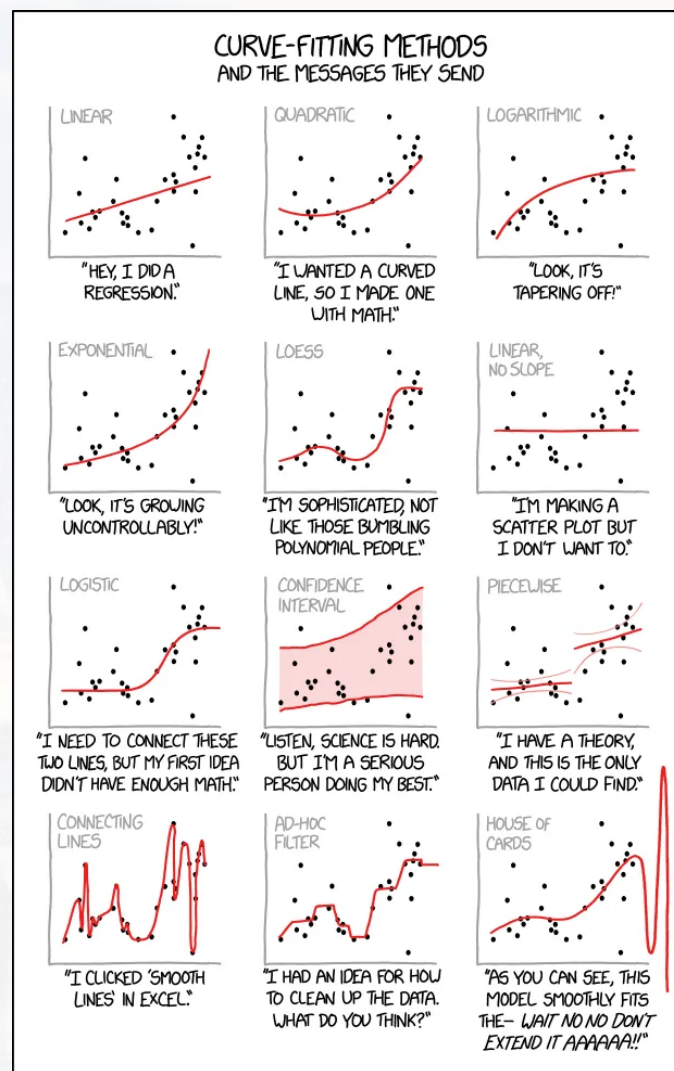 CURVE-FITTING METHODS
AND THE MESSAGES THEY SEND
LINEAR
"HEY, I DID A
REGRESSION."
QUADRATIC
"I WANTED A CURVED
LINE, SO I MADE ONE
WITH MATH."
LOGARITHMIC
"LOOK, IT'S
TAPERING OFF!"
EXPONENTIAL
"LOOK, IT'S GROWING
UNCONTROLLABLY!"
LOESS
"I'M SOPHISTICATED, NOT
LIKE THOSE BUMBLING
POLYNOMIAL PEOPLE."
LINEAR,
NO SLOPE
"I'M MAKING A
SCATTER PLOT BUT
I DON'T WANT TO."
LOGISTIC
"I NEED TO CONNECT THESE
TWO LINES, BUT MY FIRST IDEA
DIDN'T HAVE ENOUGH MATH."
CONFIDENCE
INTERVAL
"LISTEN, SCIENCE IS HARD.
BUT I'M A SERIOUS
PERSON DOING MY BEST."
PIECEWISE
"I HAVE A THEORY,
AND THIS IS THE ONLY
DATA I COULD FIND."
CONNECTING
LINES
"I CLICKED 'SMOOTH
LINES' IN EXCEL."
AD-HOC
FILTER
"I HAD AN IDEA FOR HOW
TO CLEAN UP THE DATA.
WHAT DO YOU THINK?"
HOUSE OF
CARDS
"AS YOU CAN SEE, THIS
MODEL SMOOTHLY FITS
THE- WAIT NO NO DON'T
EXTEND IT AAAAAA!!"